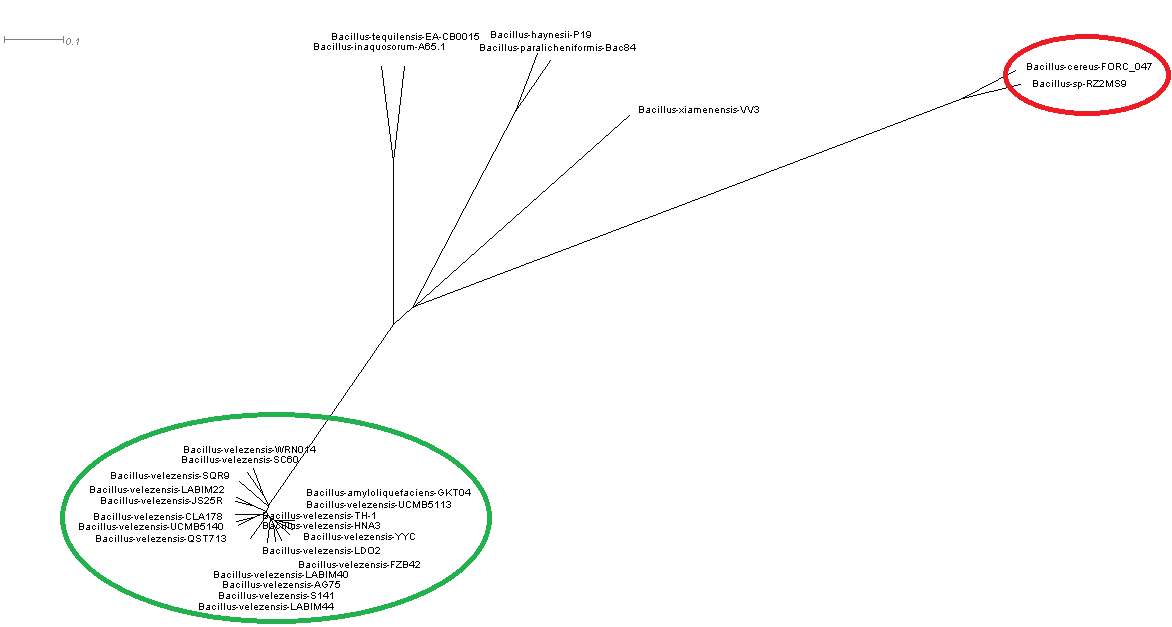 0.1
Bacillus-tequilensis-EA-CB0015
Bacillus-inaquosorum-A65.1
Bacillus-haynesii-P19
Bacillus-paralicheniformis-Bac84
Bacillus-xiamenensis-VV3
Bacillus-cereus-FORC_047
Bacillus-sp-RZ2MS9
Bacillus-velezensis-WRN014
Bacillus-velezensis-SC60
Bacillus-velezensis-SQR9
Bacillus-velezensis-LABIM22
Bacillus-velezensis-JS25R
Bacillus-velezensis-CLA178
Bacillus-velezensis-UCMB5140
Bacillus-velezensis-QST713
Bacillus-amyloliquefaciens-GKT04
Bacillus-velezensis-UCMB5113
Bacillus-velezensis-TH-1
Bacillus-velezensis-HNA3
Bacillus-velezensis-YYC
Bacillus-velezensis-LDO2
Bacillus-velezensis-FZB42
Bacillus-velezensis-LABIM40
Bacillus-velezensis-AG75
Bacillus-velezensis-S141
Bacillus-velezensis-LABIM44